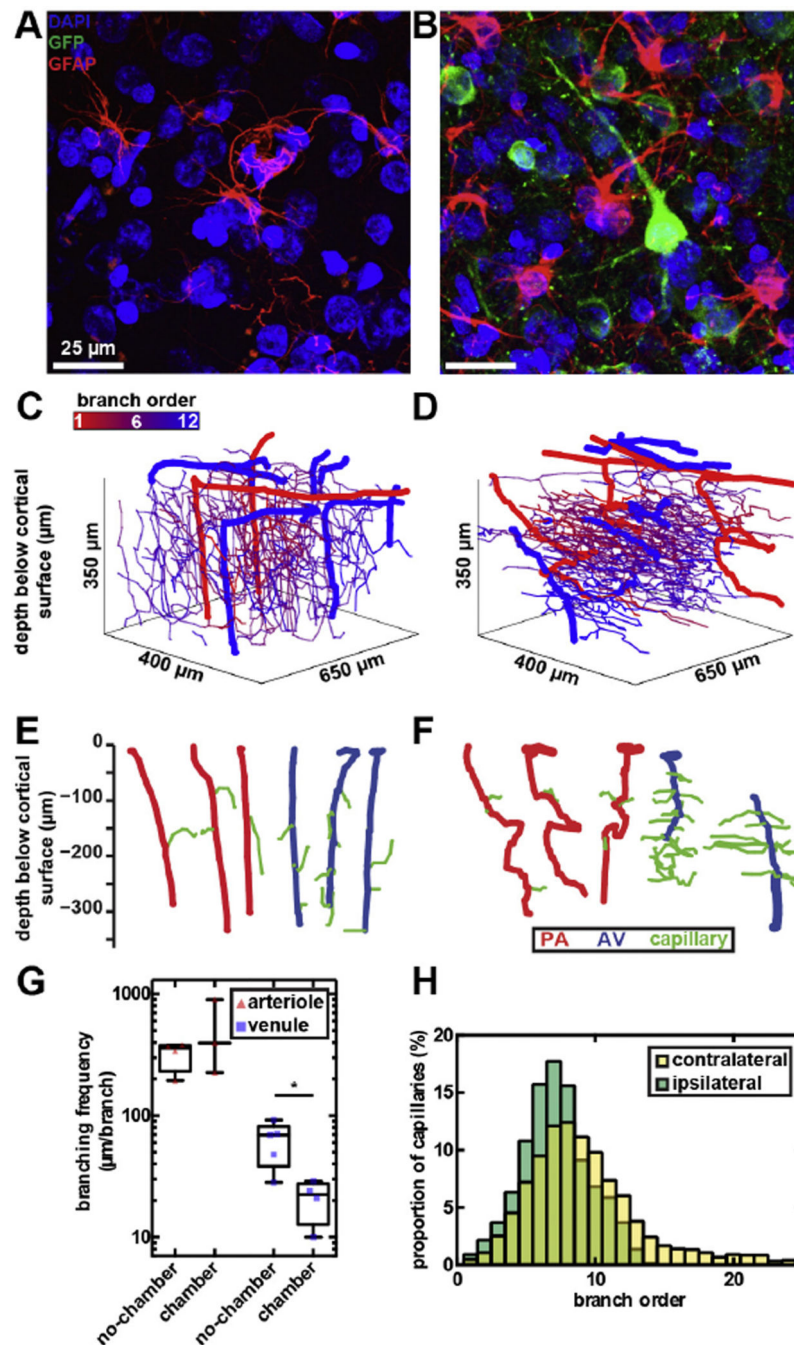 A
DAPI
GFP
GFAP
25 µm
B
C
branch order
1 6 12
depth below cortical
surface (µm)
350 µm
400 µm
650 µm
D
350 µm
400 µm
650 µm
E
depth below cortical
surface (µm)
0
−100
−200
−300
F
PA AV capillary
G
branching frequency
(µm/branch)
1000
100
10
arteriole
venule
*
no-chamber
chamber
no-chamber
chamber
H
proportion of capillaries (%)
20
15
10
5
0
contralateral
ipsilateral
10 20
branch order